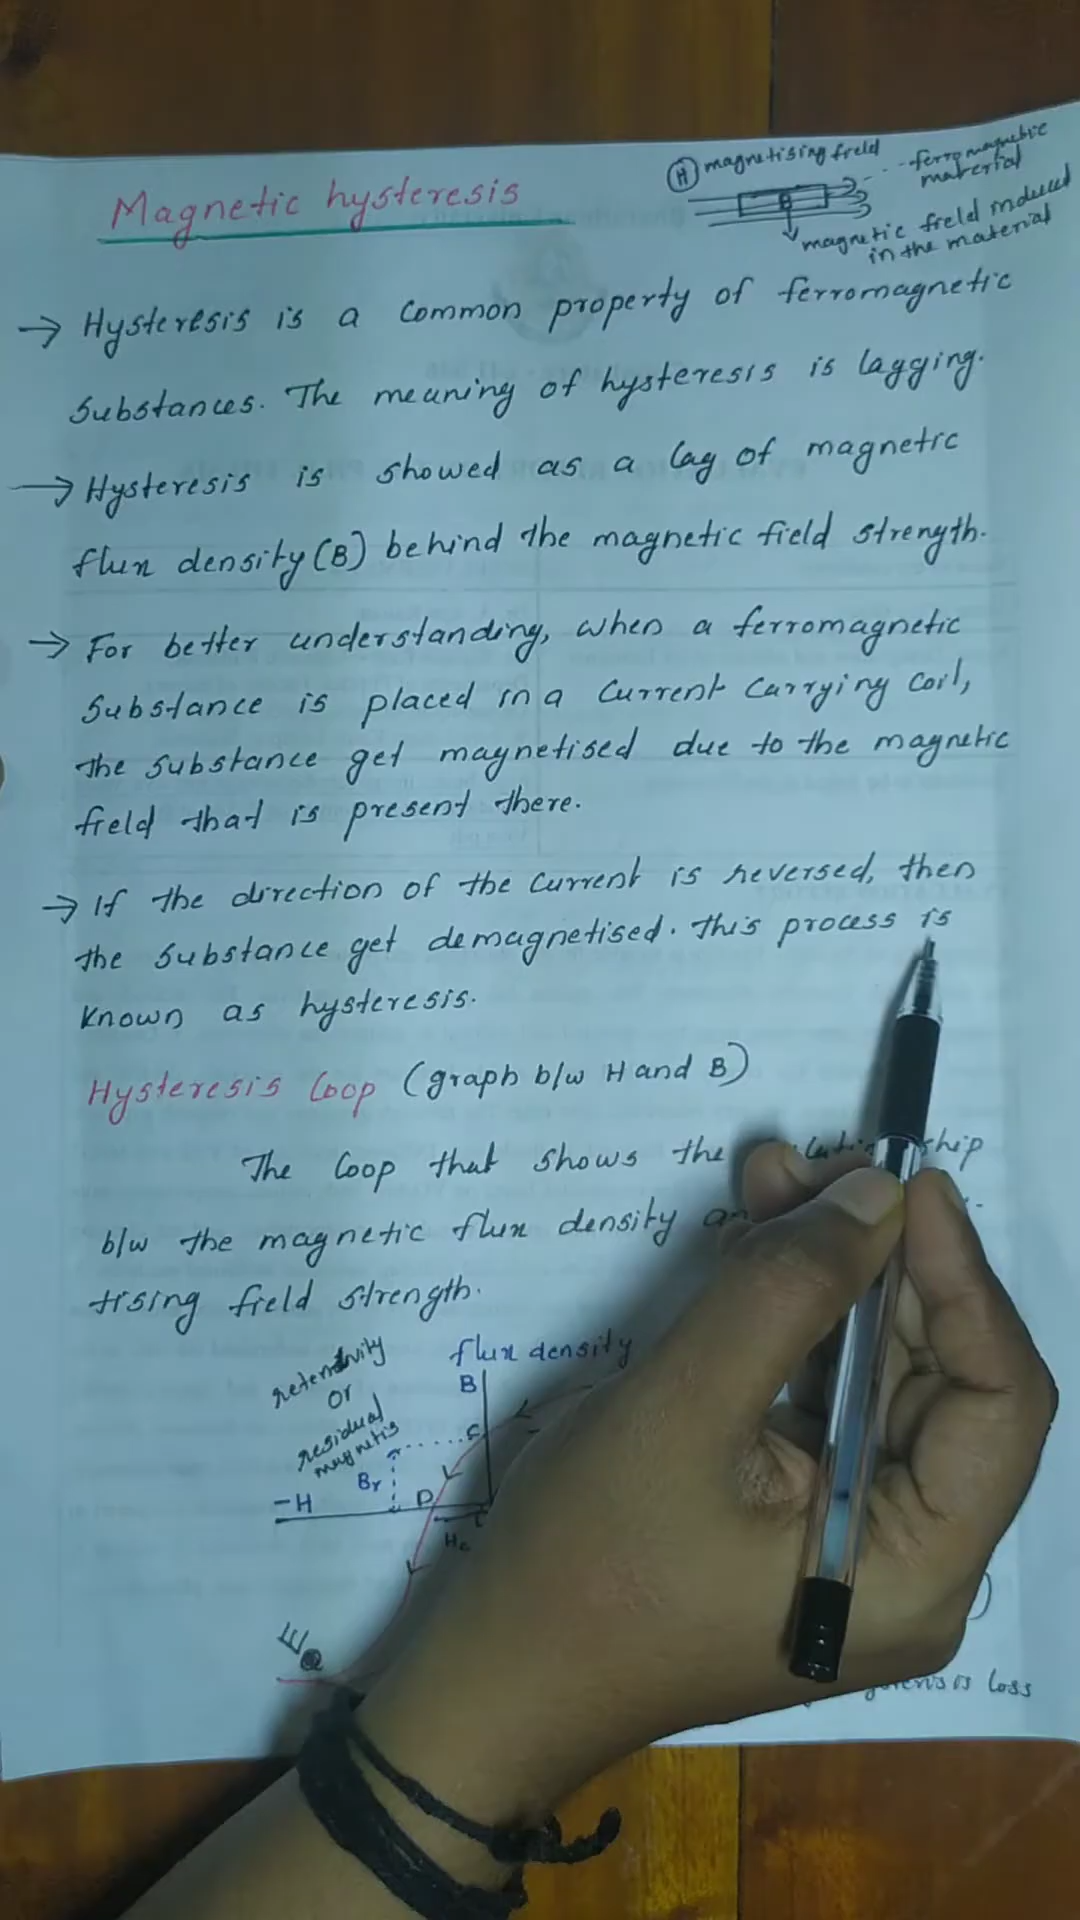 Magnetic hysteresis
(H) magnetising field
ferromagnetic
material
B
magnetic field induced
in the material
→ Hysteresis is a common property of ferromagnetic
substances. The meaning of hysteresis is lagging.
→ Hysteresis is showed as a lag of magnetic
flux density (B) behind the magnetic field strength.
→ For better understanding, when a ferromagnetic
substance is placed in a current carrying coil,
the substance get magnetised due to the magnetic
field that is present there.
→ If the direction of the current is reversed, then
the substance get demagnetised. This process is
known as hysteresis.
Hysteresis loop (graph b/w H and B)
The loop that shows the
b/w the magnetic flux density
tising field strength.
retentivity
or
residual
magnetis
flux density
B
C
Br
-H
D
Hc
E
loss